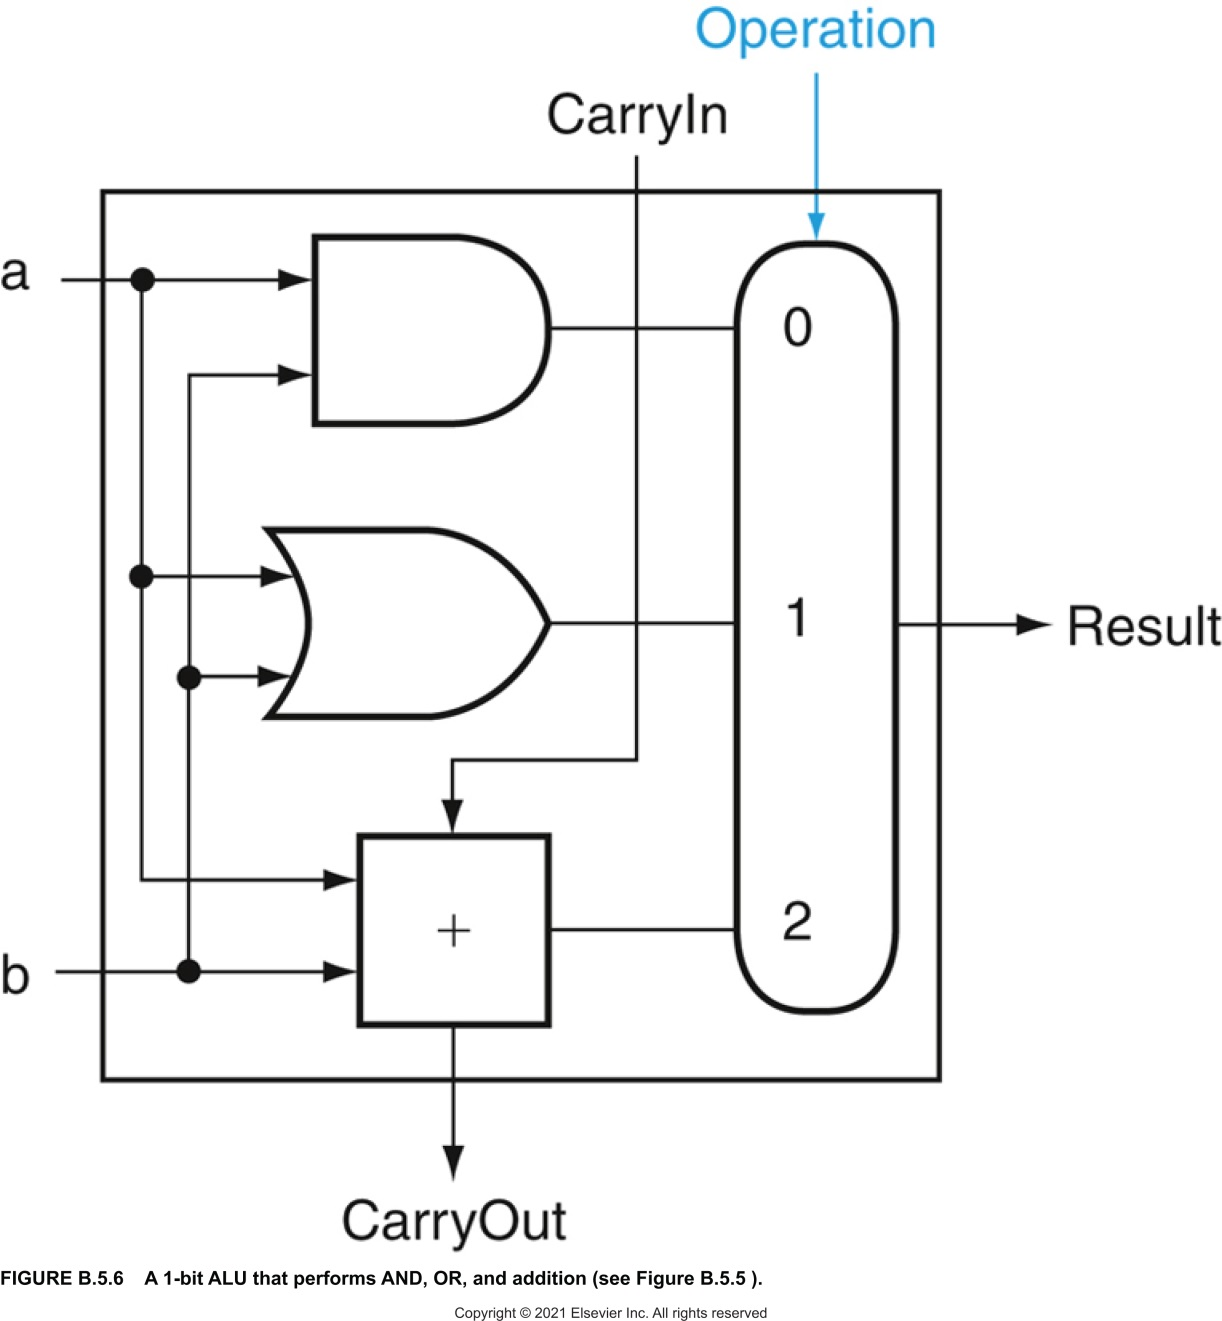 Operation
CarryIn
a
0
1
Result
2
+
b
CarryOut
FIGURE B.5.6 A 1-bit ALU that performs AND, OR, and addition (see Figure B.5.5 ).
Copyright © 2021 Elsevier Inc. All rights reserved